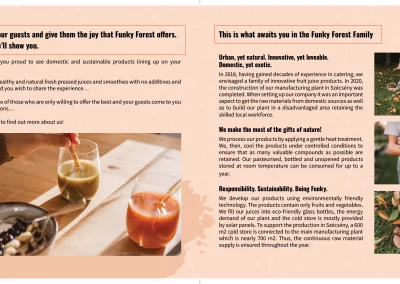 our guests and give them the joy that Funky Forest offers.
'll show you.
you proud to see domestic and sustainable products lining up on your
ealthy and natural fresh pressed juices and smoothies with no additives and
d you wish to share the experience…
e of those who are only willing to offer the best and your guests come to you
ons…
to find out more about us!
This is what awaits you in the Funky Forest Family
Urban, yet natural. Innovative, yet loveable.
Domestic, yet exotic.
In 2018, having gained decades of experience in catering, we
envisaged a family of innovative fruit juice products. In 2020,
the construction of our manufacturing plant in Szécsény was
completed. When setting up our company it was an important
aspect to get the raw materials from domestic sources as well
as to build our plant in a disadvantaged area retaining the
skilled local workforce.
We make the most of the gifts of nature!
We process our products by applying a gentle heat treatment.
We, then, cool the products under controlled conditions to
ensure that as many valuable compounds as possible are
retained. Our pasteurised, bottled and unopened products
stored at room temperature can be consumed for up to a
year.
Responsibility. Sustainability. Being Funky.
We develop our products using environmentally friendly
technology. The products contain only fruits and vegetables.
We fill our juices into eco-friendly glass bottles, the energy
demand of our plant and the cold store is mostly provided
by solar panels. To support the production in Szécsény, a 600
m2 cold store is connected to the main manufacturing plant
which is nearly 700 m2. Thus, the continuous raw material
supply is ensured throughout the year.